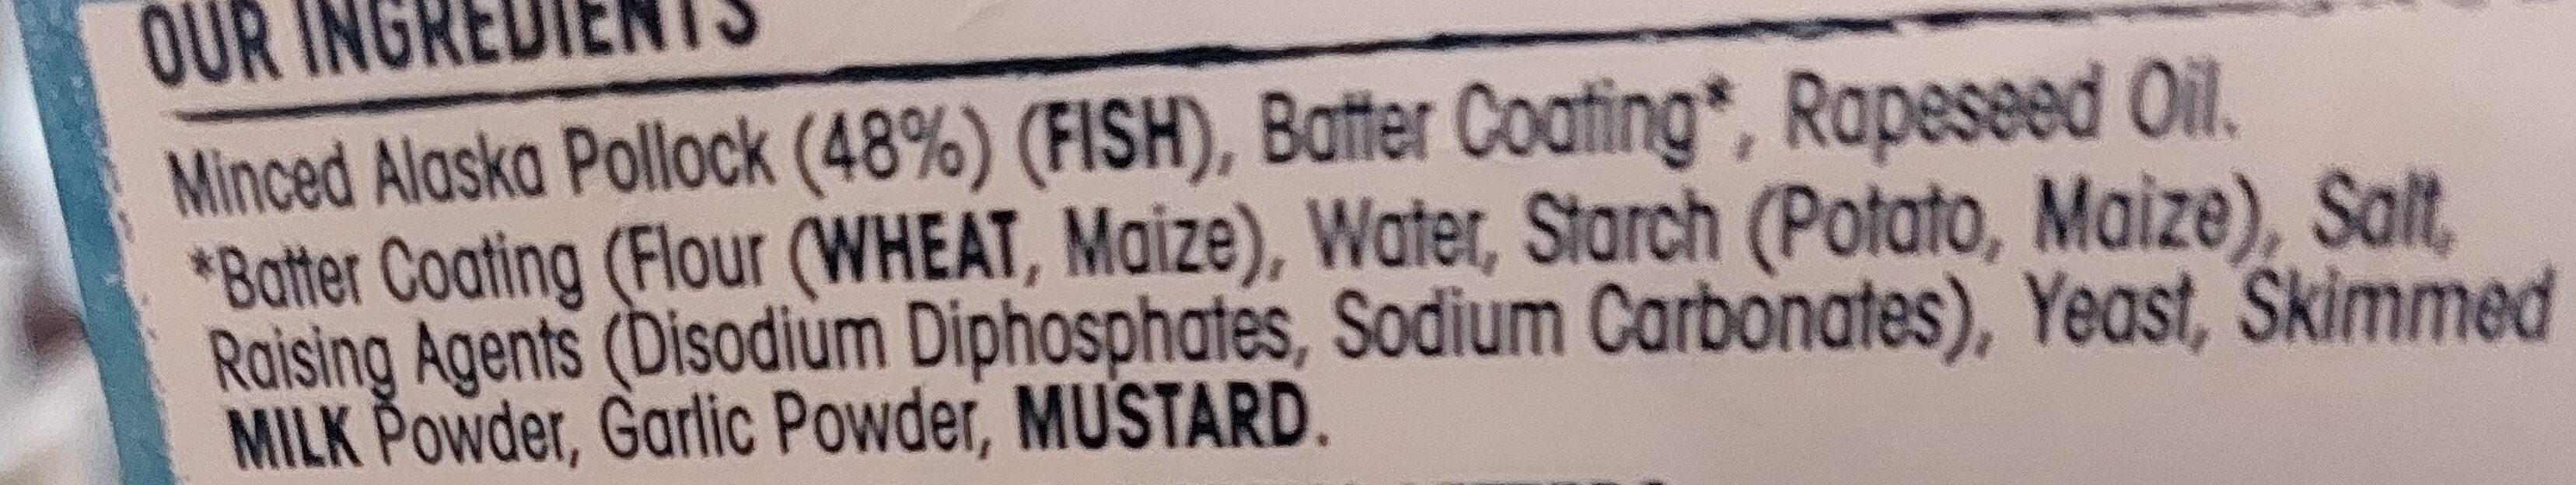 OUR INGREDIENTS
Minced Alaska Pollock (48%) (FISH), Batter Coating*, Rapeseed Oil.
*Batter Coating (Flour (WHEAT, Maize), Water, Starch (Potato, Maize), Salt,
Raising Agents (Disodium Diphosphates, Sodium Carbonates), Yeast, Skimmed
MILK Powder, Garlic Powder, MUSTARD.